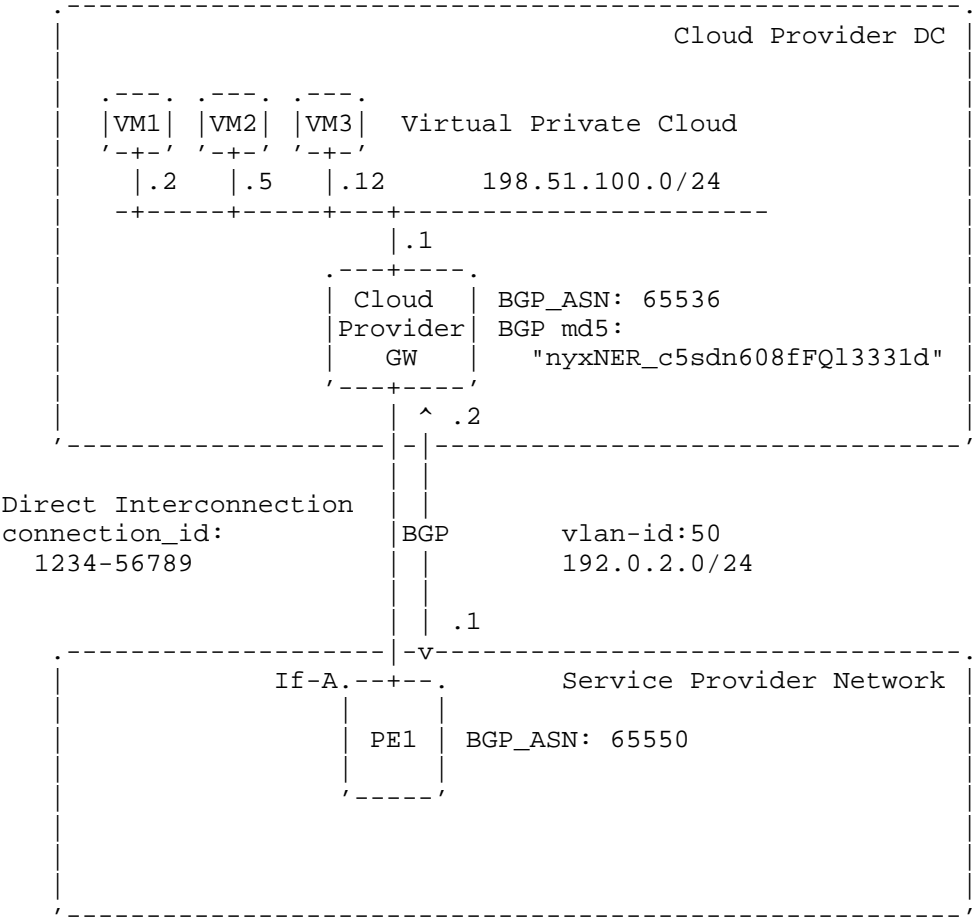 Cloud Provider DC
VM1 VM2 VM3 Virtual Private Cloud
.2 .5 .12 198.51.100.0/24
.1
Cloud BGP_ASN: 65536
Provider BGP md5:
GW "nyxNER_c5sdn608fFQl3331d"
.2
Direct Interconnection
connection_id: BGP vlan-id:50
1234-56789 192.0.2.0/24
.1
If-A Service Provider Network
PE1 BGP_ASN: 65550